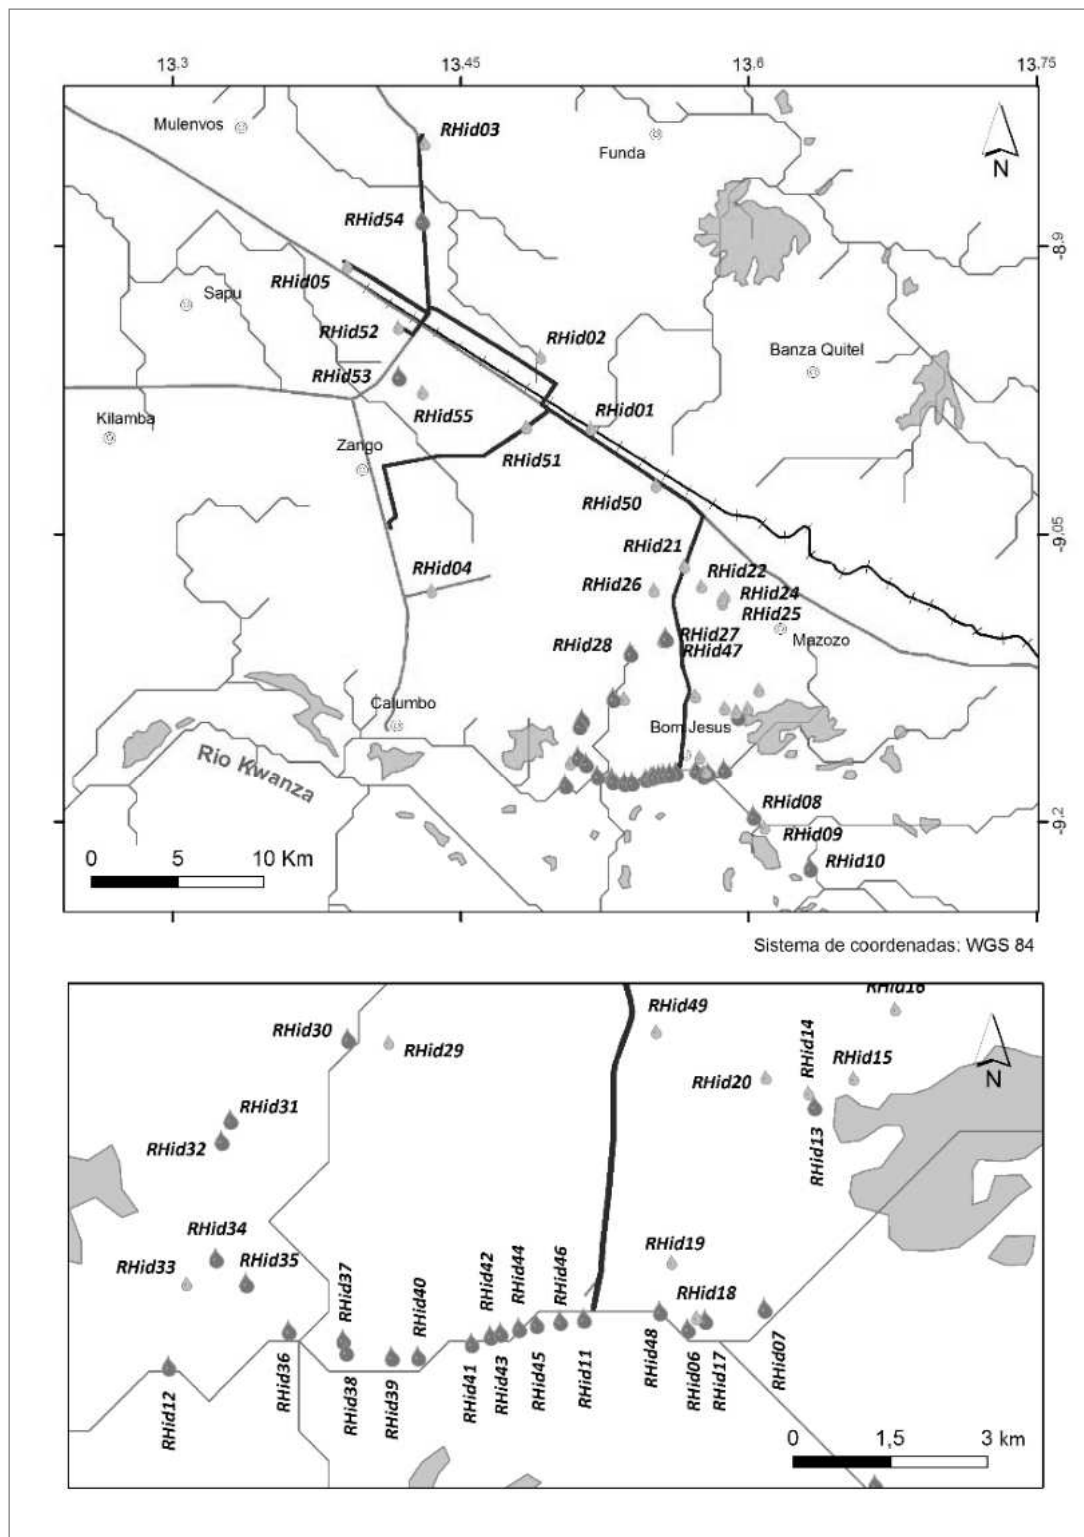 13.3 13.45 13.6 13.75
Mulenvos
RHid03
Funda
N
RHid54
-8.9
RHid05
Sapu
RHid52
RHid02
Banza Quitel
RHid53
RHid55
RHid01
Kilamba
Zango
RHid51
RHid50
-9.05
RHid21
RHid04
RHid26
RHid22
RHid24
RHid25
RHid27
Mazozo
RHid28
RHid47
Calumbo
Bom Jesus
Rio Kwanza
RHid08
-9.2
RHid09
0 5 10 Km
RHid10
Sistema de coordenadas: WGS 84
RHid16
RHid49
RHid14
RHid30
RHid29
RHid15
N
RHid20
RHid31
RHid32
RHid13
RHid34
RHid35
RHid33
RHid19
RHid37
RHid40
RHid42
RHid44
RHid46
RHid18
RHid12
RHid36
RHid38
RHid39
RHid41
RHid43
RHid45
RHid11
RHid48
RHid06
RHid17
RHid07
0 1,5 3 km